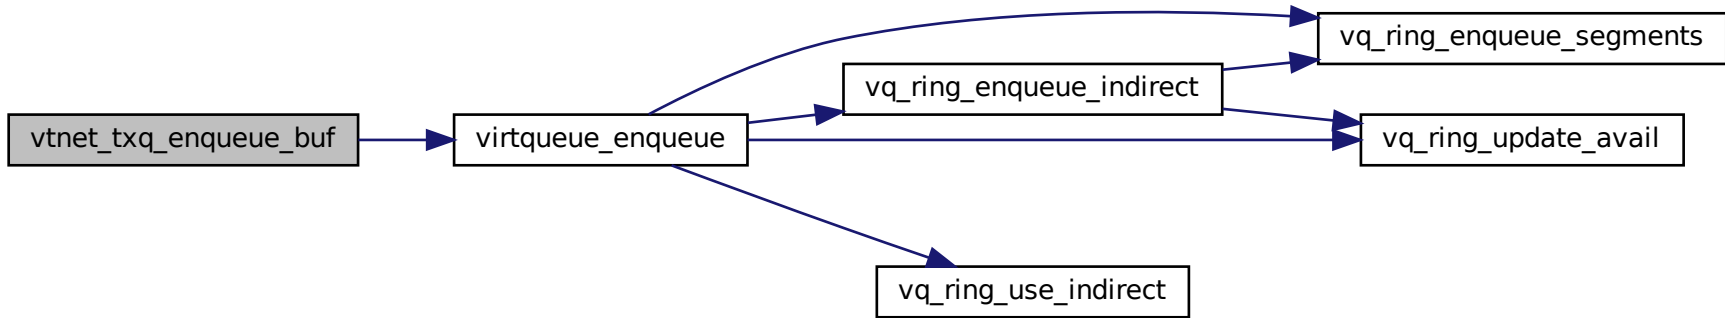 vtnet_txq_enqueue_buf
virtqueue_enqueue
vq_ring_enqueue_indirect
vq_ring_enqueue_segments
vq_ring_update_avail
vq_ring_use_indirect